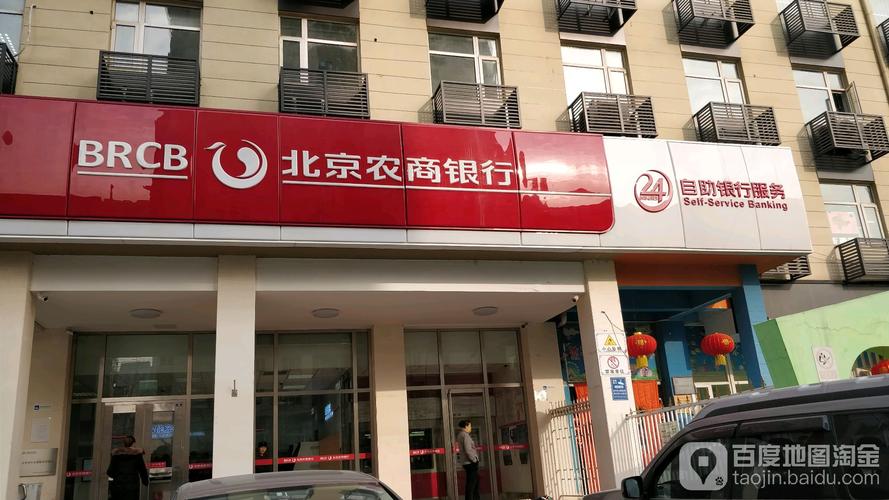 BRCB 北京农商银行
24
自助银行服务
Self-Service Banking
百度地图淘金
taojin.baidu.com